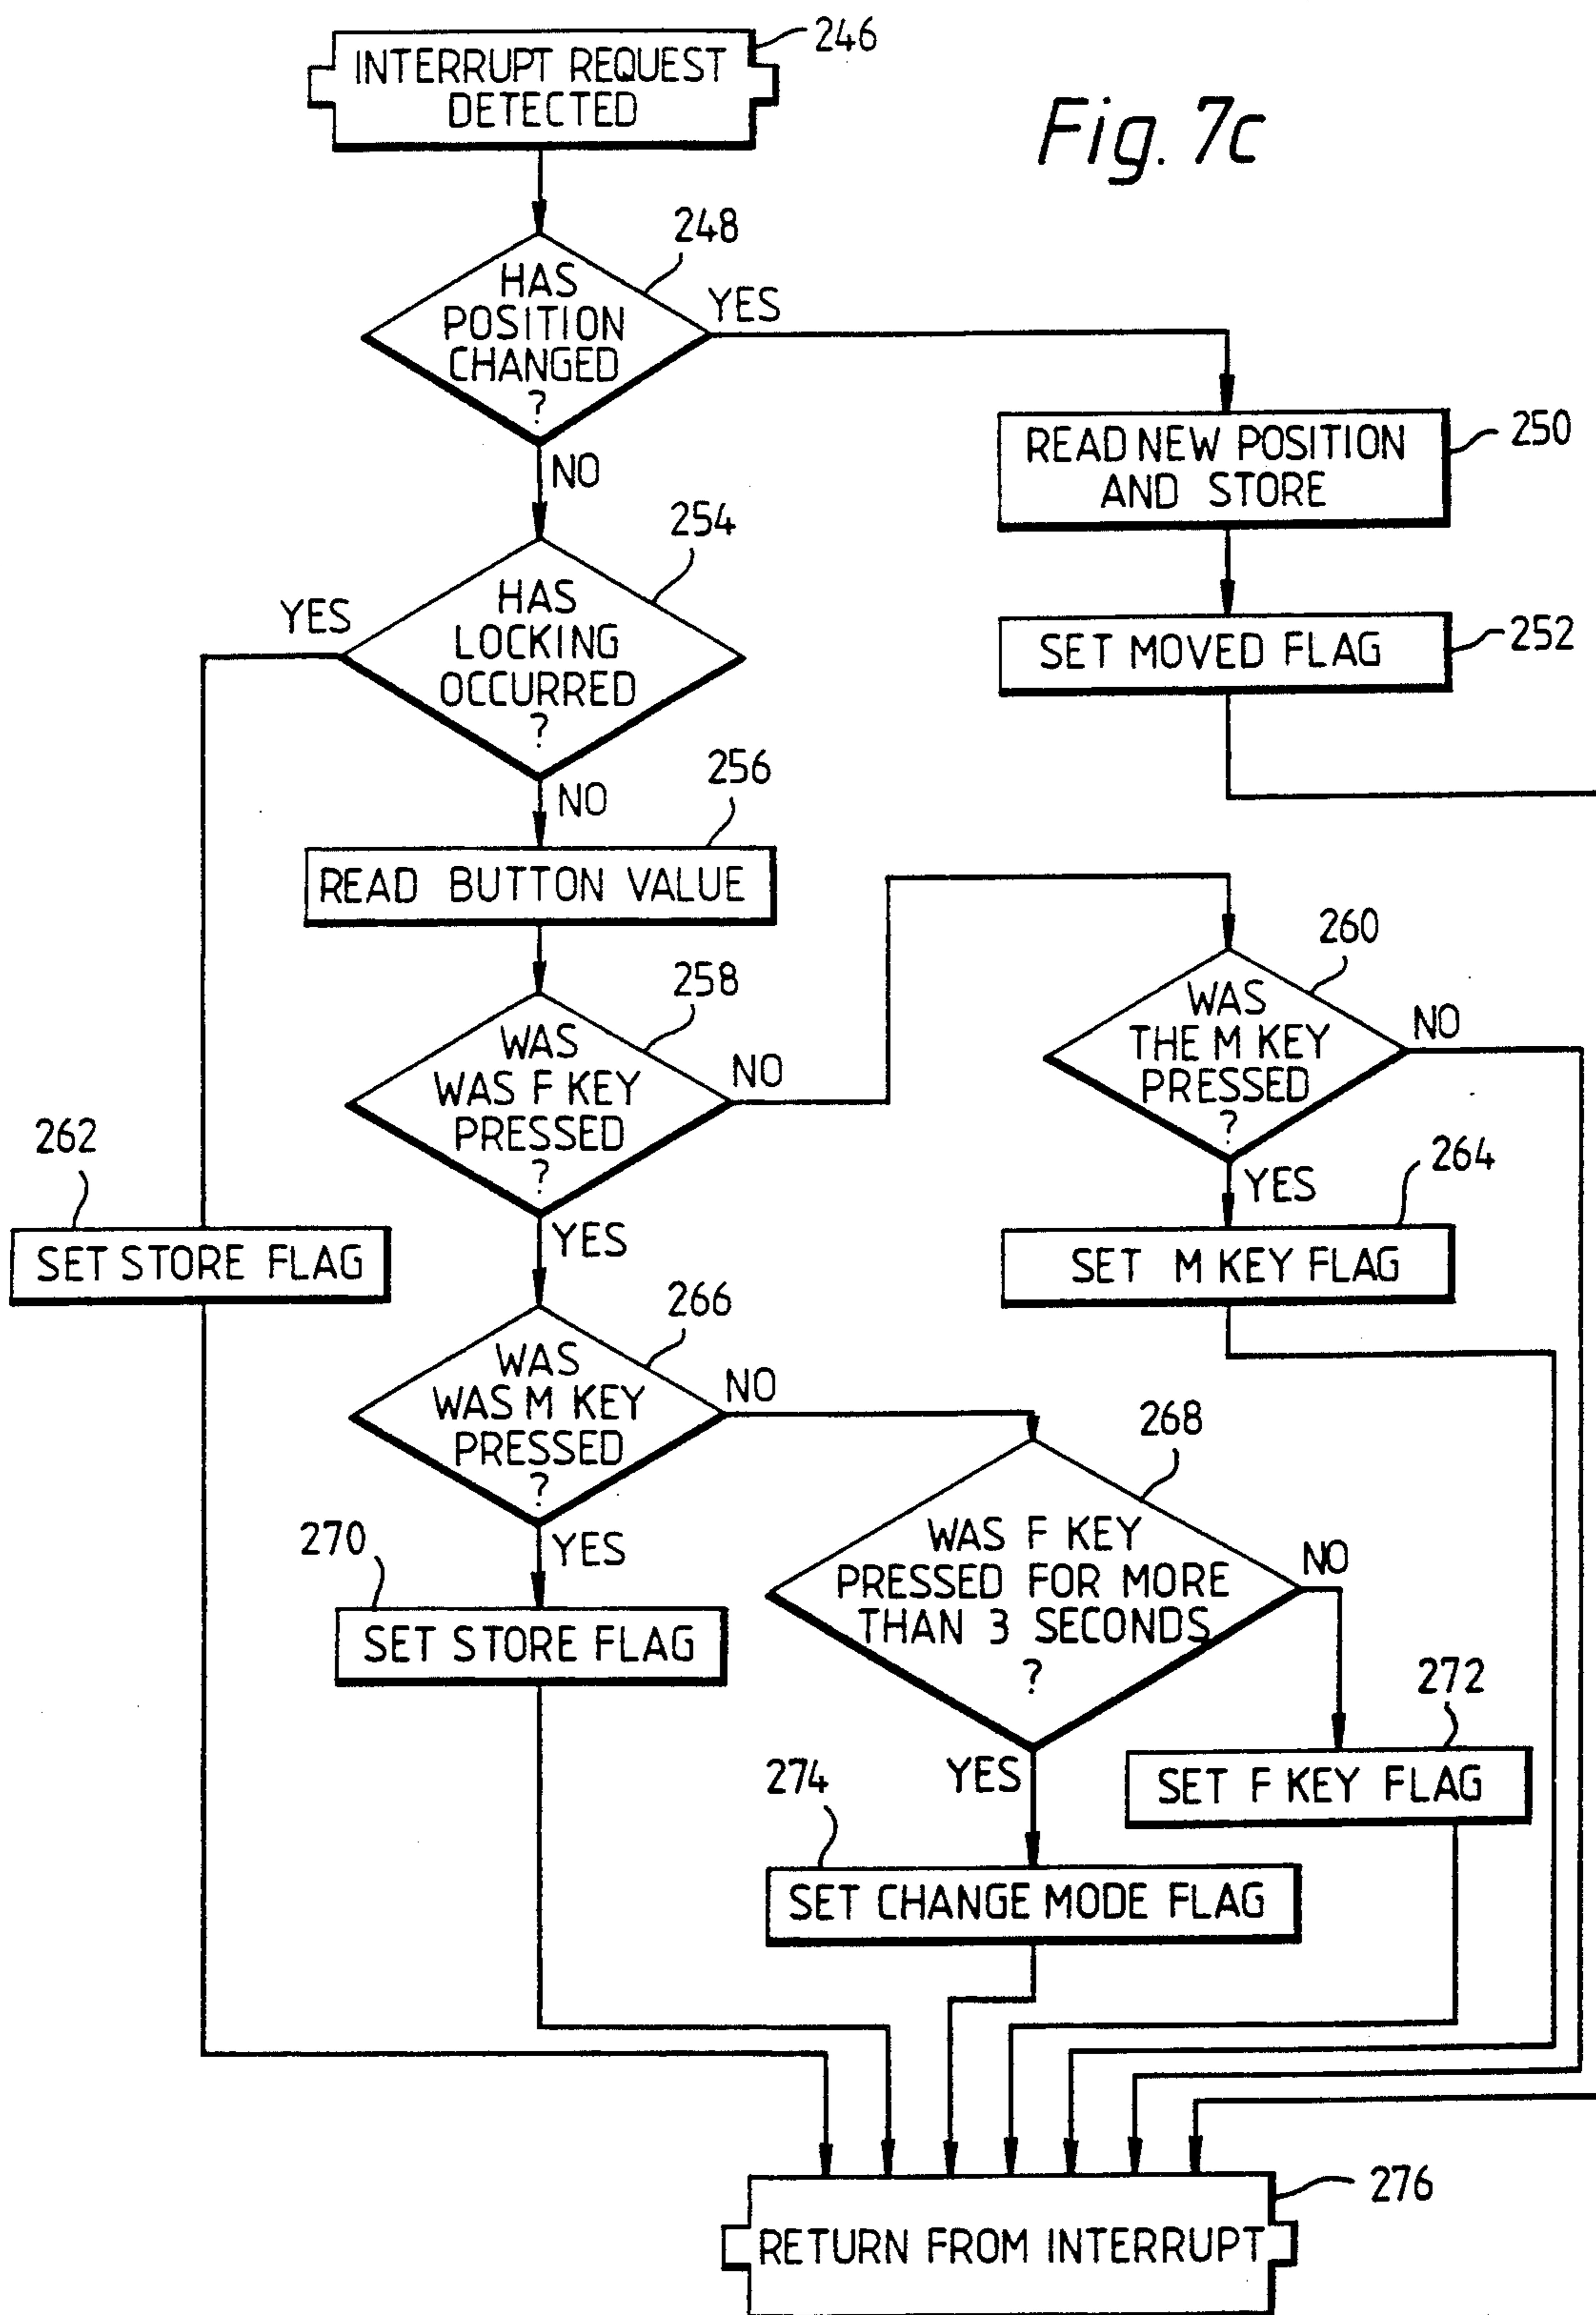 246
INTERRUPT REQUEST
DETECTED
Fig. 7c
248
HAS
POSITION
CHANGED
?
YES
NO
250
READ NEW POSITION
AND STORE
254
HAS
LOCKING
OCCURRED
?
YES
NO
252
SET MOVED FLAG
256
READ BUTTON VALUE
258
WAS
WAS F KEY
PRESSED
?
NO
YES
260
WAS
THE M KEY
PRESSED
?
NO
YES
262
SET STORE FLAG
264
SET M KEY FLAG
266
WAS
WAS M KEY
PRESSED
?
NO
YES
268
WAS F KEY
PRESSED FOR MORE
THAN 3 SECONDS
?
NO
YES
270
SET STORE FLAG
272
SET F KEY FLAG
274
SET CHANGE MODE FLAG
276
RETURN FROM INTERRUPT